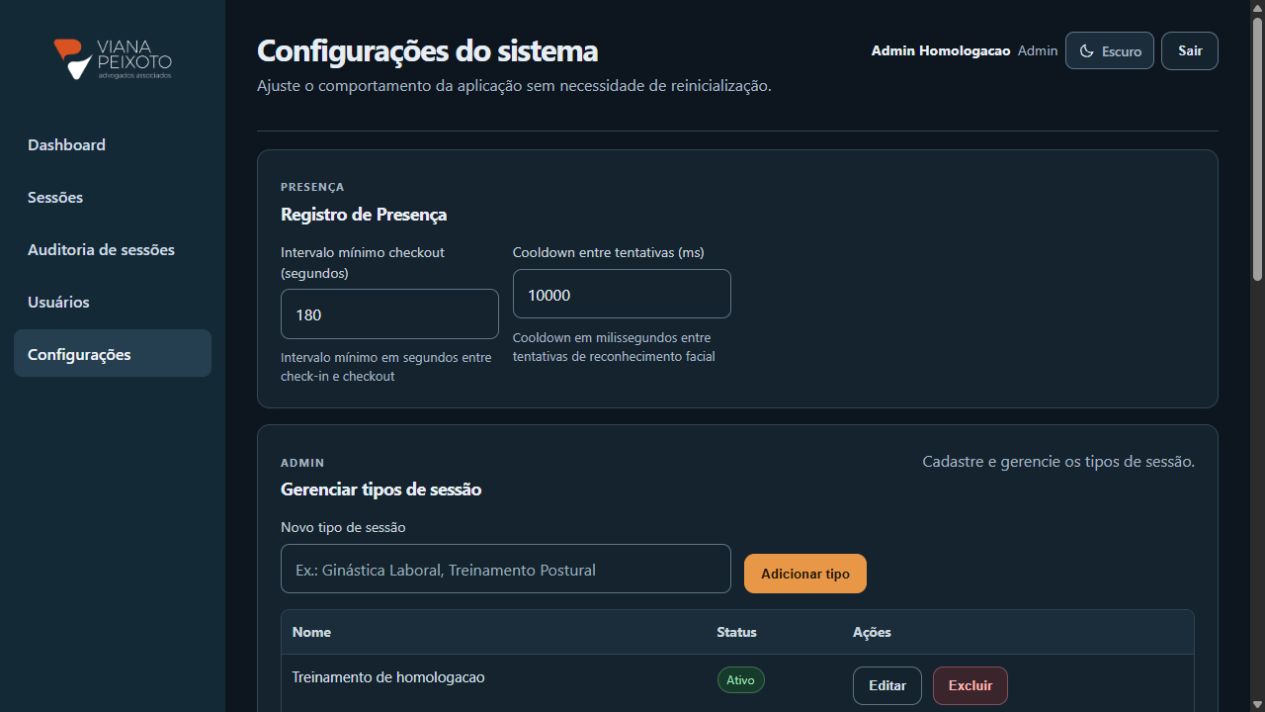 VIANA
PEIXOTO
advogados associados
Dashboard
Sessões
Auditoria de sessões
Usuários
Configurações
Configurações do sistema
Ajuste o comportamento da aplicação sem necessidade de reinicialização.
Admin Homologacao Admin
Escuro
Sair
PRESENÇA
Registro de Presença
Intervalo mínimo checkout
(segundos)
180
Intervalo mínimo em segundos entre
check-in e checkout
Cooldown entre tentativas (ms)
10000
Cooldown em milissegundos entre
tentativas de reconhecimento facial
ADMIN
Gerenciar tipos de sessão
Cadastre e gerencie os tipos de sessão.
Novo tipo de sessão
Ex.: Ginástica Laboral, Treinamento Postural
Adicionar tipo
Nome Status Ações
Treinamento de homologacao Ativo Editar Excluir